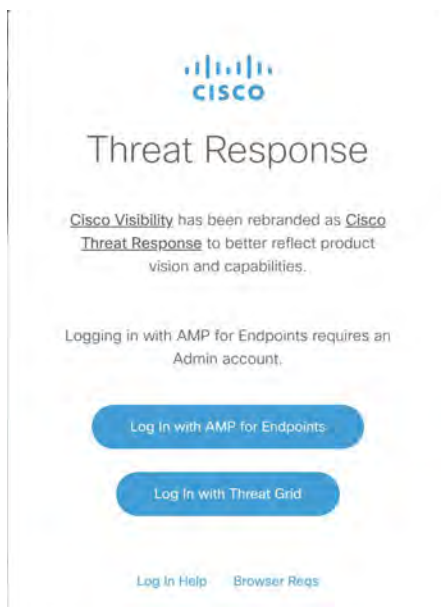 CISCO
Threat Response
Cisco Visibility has been rebranded as Cisco
Threat Response to better reflect product
vision and capabilities.
Logging in with AMP for Endpoints requires an
Admin account.
Log In with AMP for Endpoints
Log In with Threat Grid
Log In Help Browser Reqs